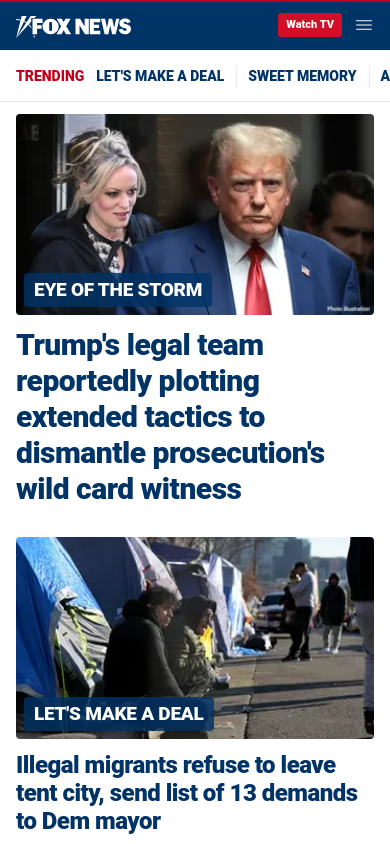 FOX NEWS
Watch TV
TRENDING LET'S MAKE A DEAL SWEET MEMORY A
EYE OF THE STORM
Photo illustration
Trump's legal team
reportedly plotting
extended tactics to
dismantle prosecution's
wild card witness
LET'S MAKE A DEAL
Illegal migrants refuse to leave
tent city, send list of 13 demands
to Dem mayor